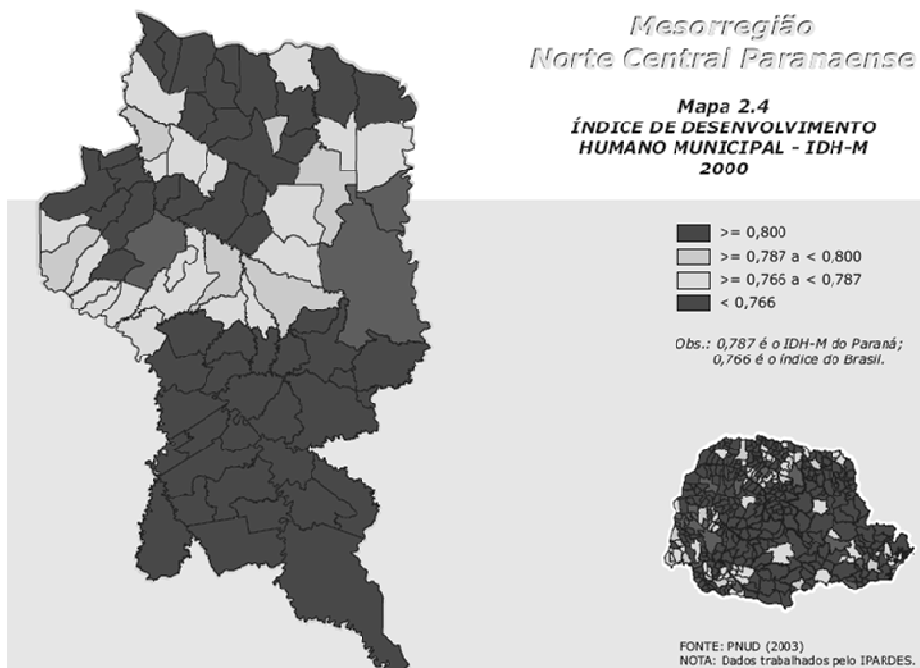 Mesorregião
Norte Central Paranaense
Mapa 2.4
ÍNDICE DE DESENVOLVIMENTO
HUMANO MUNICIPAL - IDH-M
2000
>= 0,800
>= 0,787 a < 0,800
>= 0,766 a < 0,787
< 0,766
Obs.: 0,787 é o IDH-M do Paraná;
0,766 é o índice do Brasil.
FONTE: PNUD (2003)
NOTA: Dados trabalhados pelo IPARDES.